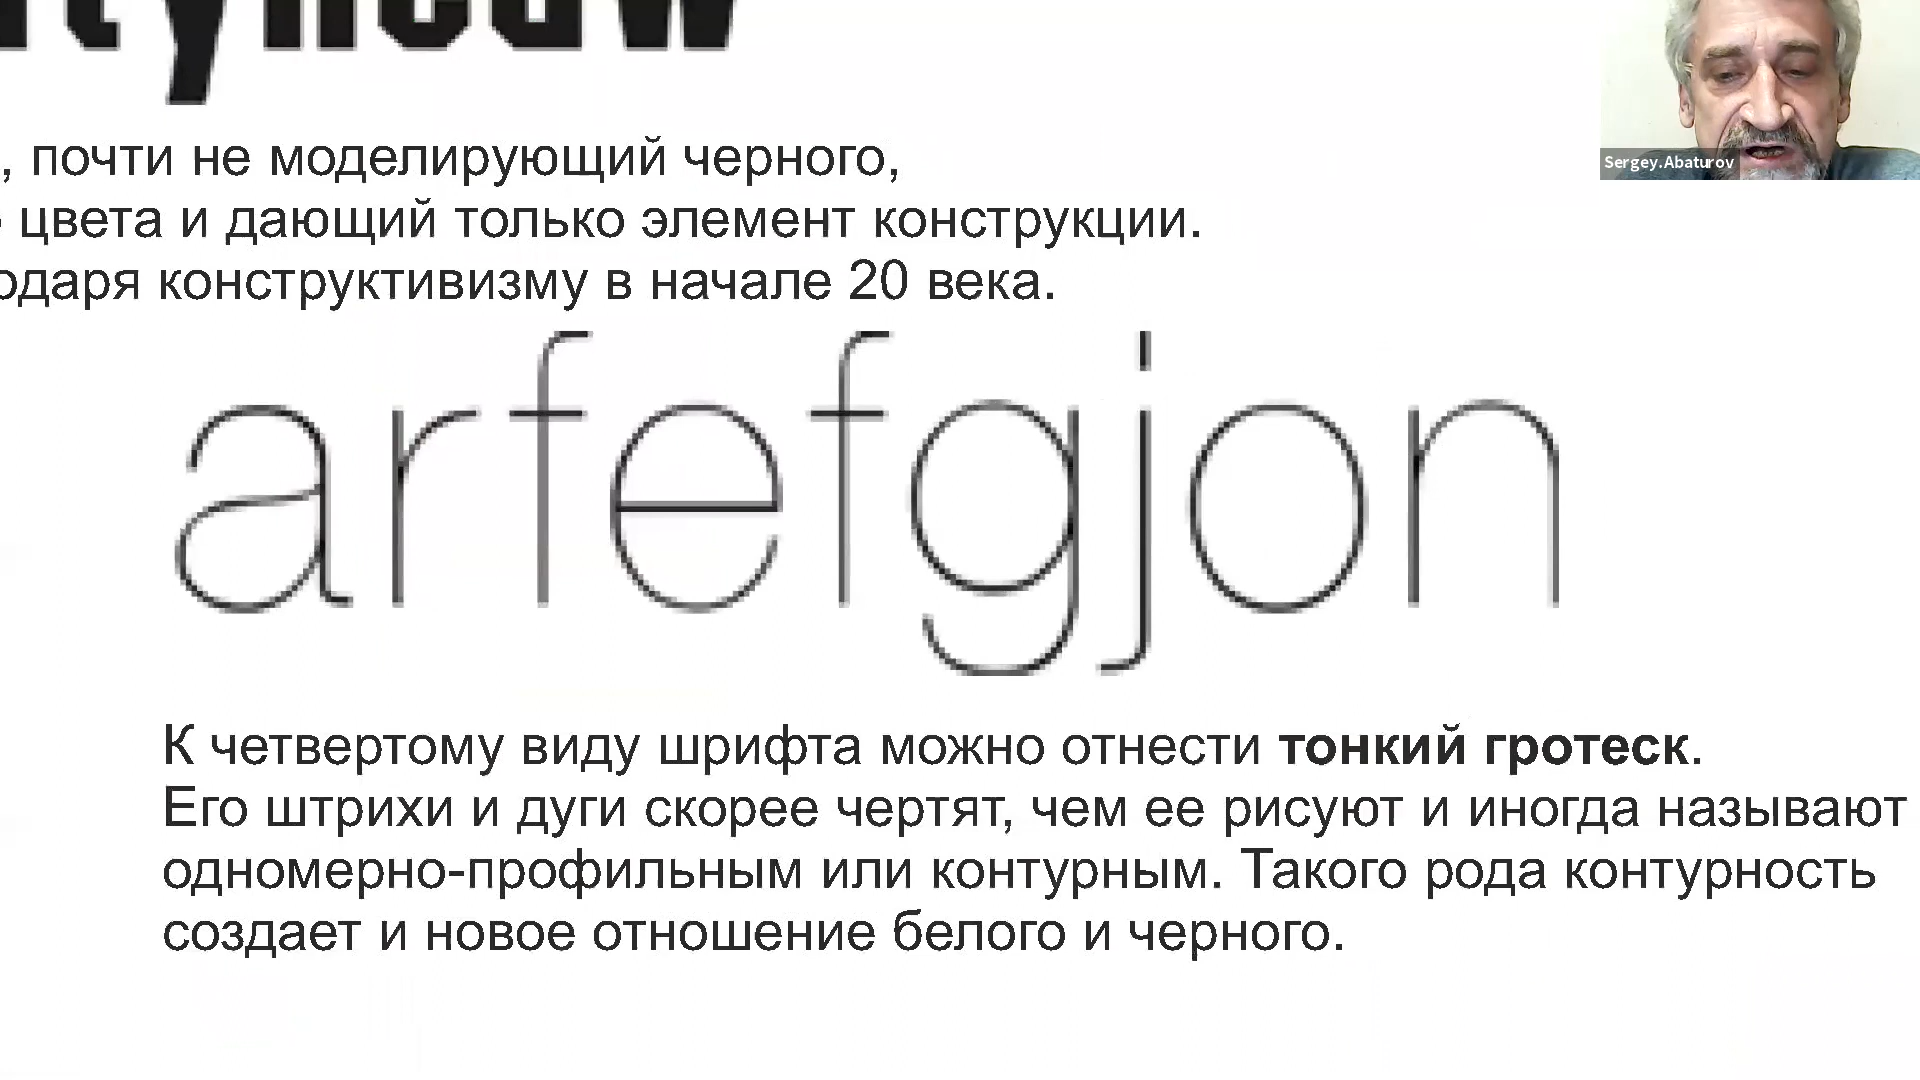 , почти не моделирующий черного,
Sergey.Abaturov
цвета и дающий только элемент конструкции.
конструктивизму в начале 20 века.
arfefgjon
К четвертому виду шрифта можно отнести тонкий гротеск.
Его штрихи и дуги скорее чертят, чем ее рисуют и иногда называют
одномерно-профильным или контурным. Такого рода контурность
создает и новое отношение белого и черного.